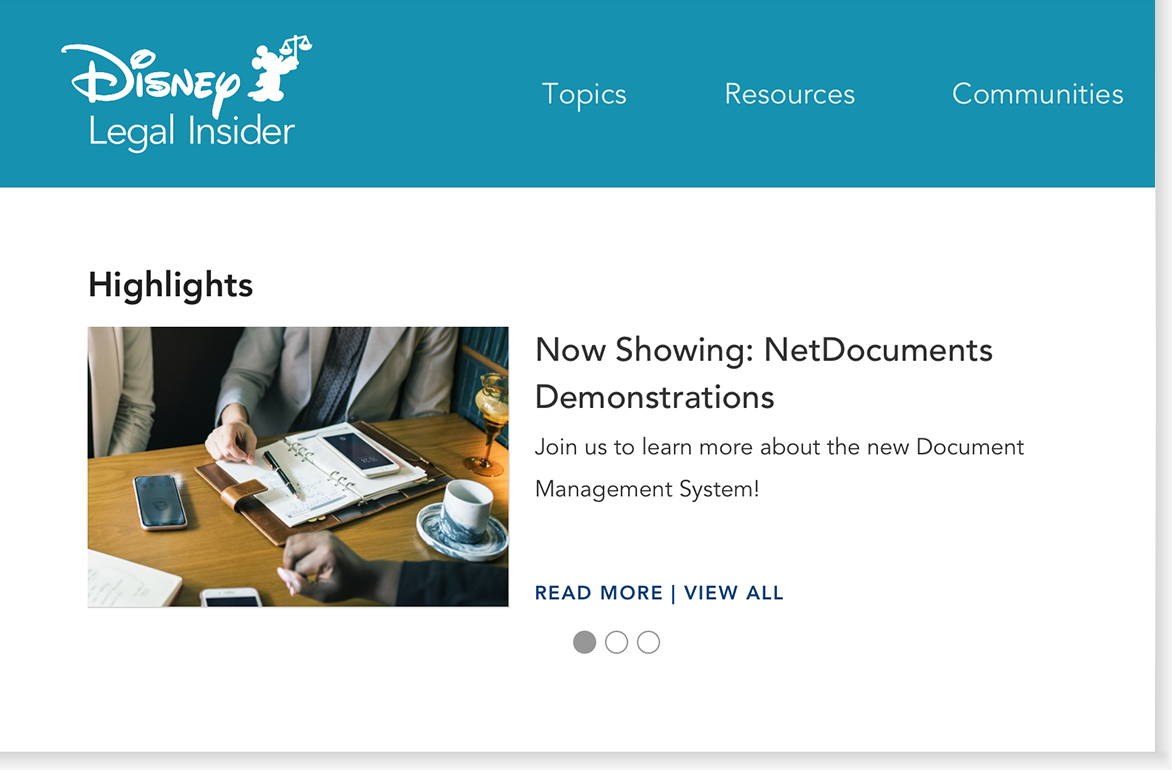 Disney
Legal Insider
Topics
Resources
Communities
Highlights
Now Showing: NetDocuments
Demonstrations
Join us to learn more about the new Document
Management System!
READ MORE | VIEW ALL